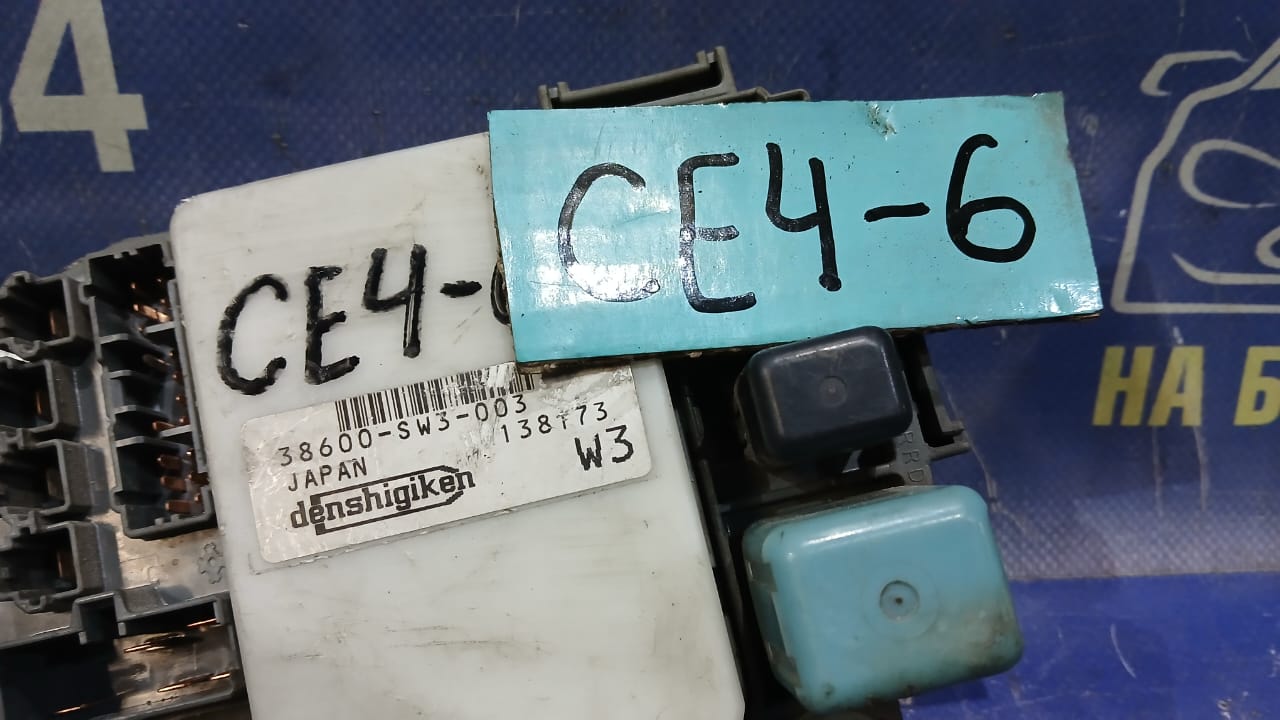 4
CE4-6
CE4-
38600-SW3-003
138173
JAPAN
W3
denshigiken
НА Б